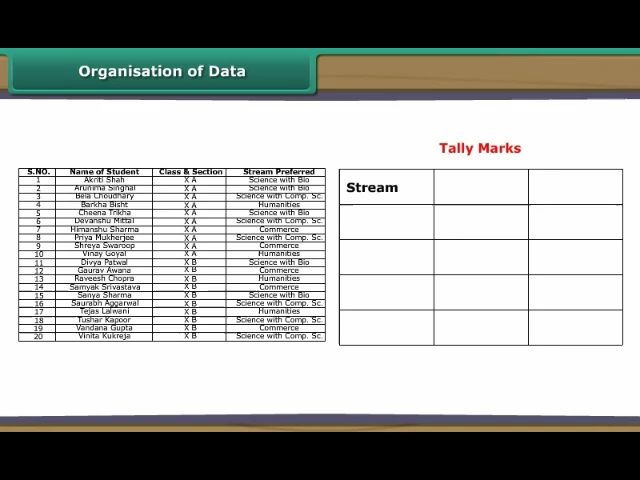 Organisation of Data
Tally Marks
S.NO. Name of Student Class & Section Stream Preferred
1 Akriti Shah X A Science with Bio
2 Arunima Singhal X A Science with Bio
3 Bela Choudhary X A Science with Comp. Sc.
4 Barkha Bisht X A Humanities
5 Cheena Trikha X A Science with Bio
6 Devanshu Mittal X A Science with Comp. Sc.
7 Himanshu Sharma X A Commerce
8 Priya Mukherjee X A Science with Comp. Sc.
9 Shreya Swaroop X A Commerce
10 Vinay Goyal X A Humanities
11 Divya Patwal X B Science with Bio
12 Gaurav Awana X B Commerce
13 Raveesh Chopra X B Humanities
14 Samyak Srivastava X B Commerce
15 Sanya Sharma X B Science with Bio
16 Saurabh Aggarwal X B Science with Comp. Sc.
17 Tejas Lalwani X B Humanities
18 Tushar Kapoor X B Science with Comp. Sc.
19 Vandana Gupta X B Commerce
20 Vinita Kukreja X B Science with Comp. Sc.
Stream